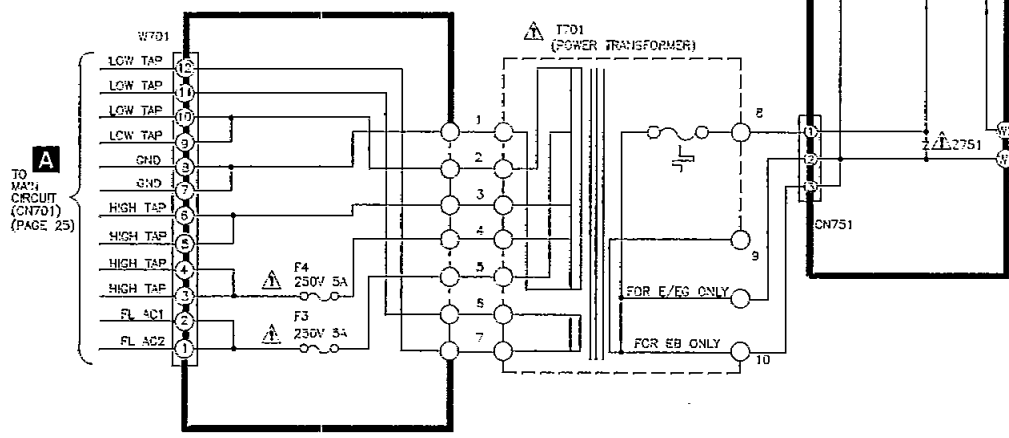 W701
T701
(POWER TRANSFORMER)
LOW TAP 12
LOW TAP 11
LOW TAP 10
LOW TAP 9
GND 8
GND 7
HIGH TAP 6
HIGH TAP 5
HIGH TAP 4
HIGH TAP 3
FL AC1 2
FL AC2 1
A
TO
MAIN
CIRCUIT
(CN701)
(PAGE 25)
F4
250V 5A
F3
250V 5A
1
2
3
4
5
6
7
8
9
FOR E/EG ONLY
FOR EB ONLY
10
1
2
3
CN751
Z751
W
W